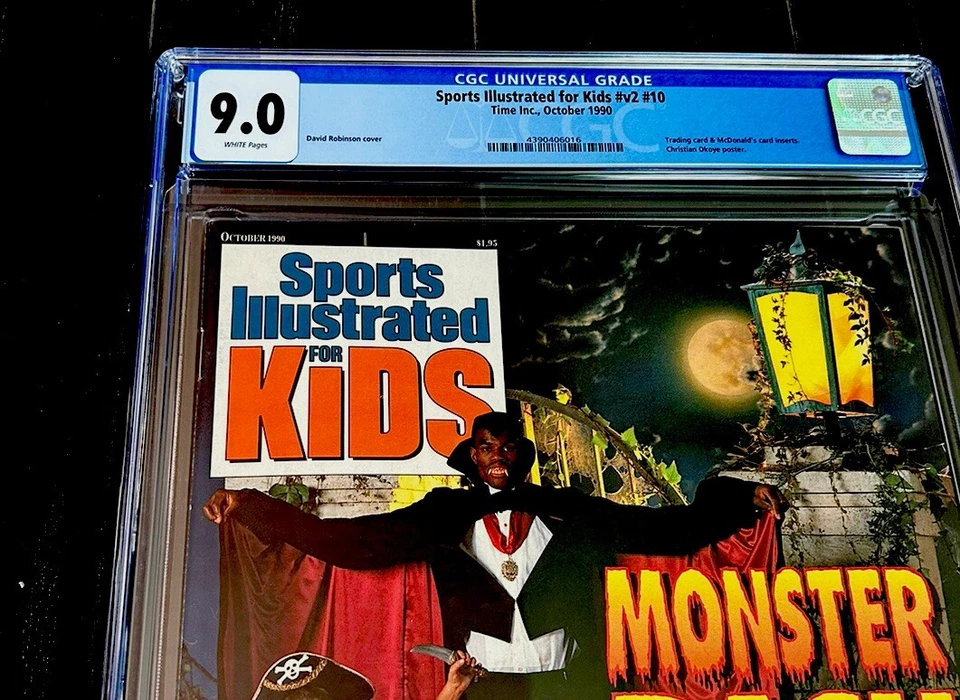 CGC UNIVERSAL GRADE
9.0
WHITE Pages
Sports Illustrated for Kids #v2 #10
Time Inc., October 1990
David Robinson cover
4390406016
Trading card & McDonald's card inserts.
Christian Okoye poster.
CGC
OCTOBER 1990
$1.95
Sports
Illustrated
FOR
KiDS
MONSTER